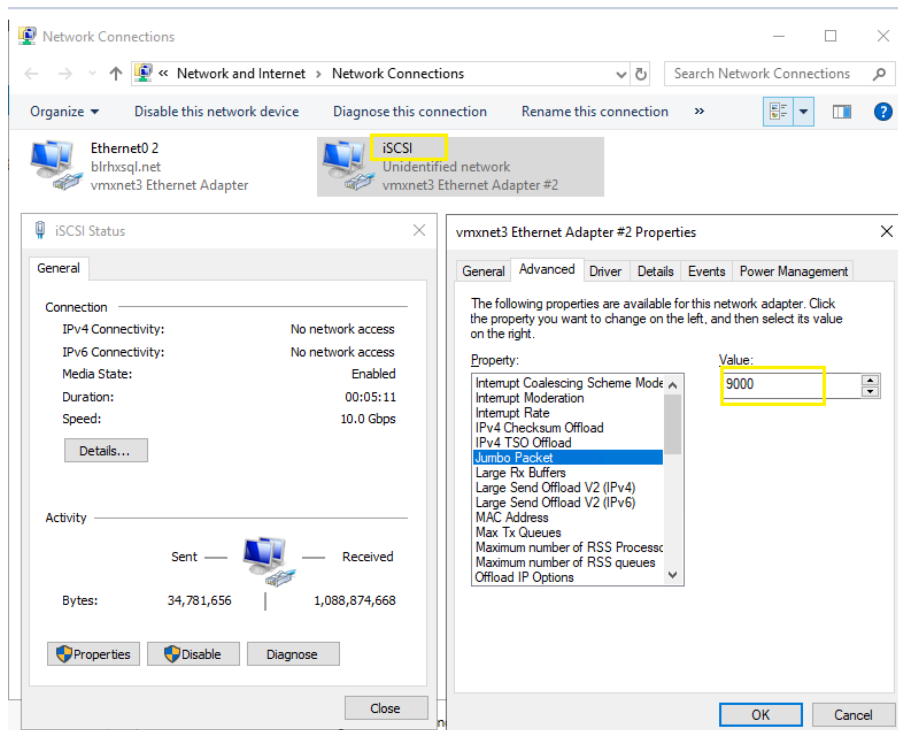 Network Connections
« Network and Internet › Network Connections
Search Network Connections
Organize
Disable this network device
Diagnose this connection
Rename this connection
»
?
Ethernet0 2
blrhxsql.net
vmxnet3 Ethernet Adapter
iSCSI
Unidentified network
vmxnet3 Ethernet Adapter #2
iSCSI Status
General
Connection
IPv4 Connectivity: No network access
IPv6 Connectivity: No network access
Media State: Enabled
Duration: 00:05:11
Speed: 10.0 Gbps
Details...
Activity
Sent — — Received
Bytes: 34,781,656 | 1,088,874,668
Properties
Disable
Diagnose
Close
vmxnet3 Ethernet Adapter #2 Properties
General Advanced Driver Details Events Power Management
The following properties are available for this network adapter. Click
the property you want to change on the left, and then select its value
on the right.
Property:
Value:
Interrupt Coalescing Scheme Mode
Interrupt Moderation
Interrupt Rate
IPv4 Checksum Offload
IPv4 TSO Offload
Jumbo Packet
Large Rx Buffers
Large Send Offload V2 (IPv4)
Large Send Offload V2 (IPv6)
MAC Address
Max Tx Queues
Maximum number of RSS Processo
Maximum number of RSS queues
Offload IP Options
9000
OK
Cancel